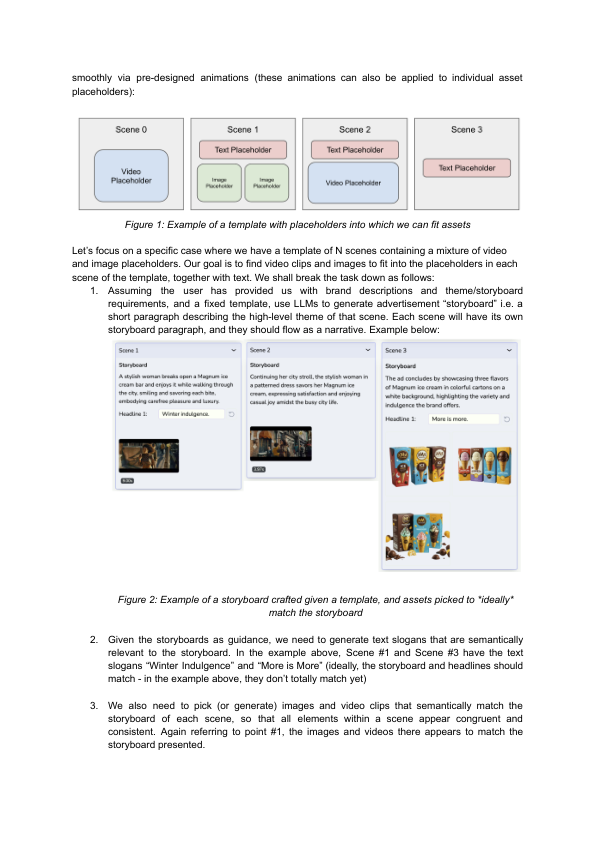 smoothly via pre-designed animations (these animations can also be applied to individual asset
placeholders):
Scene 0
Video
Placeholder
Scene 1
Text Placeholder
Image
Placeholder
Image
Placeholder
Scene 2
Text Placeholder
Video Placeholder
Scene 3
Text Placeholder
Figure 1: Example of a template with placeholders into which we can fit assets
Let's focus on a specific case where we have a template of N scenes containing a mixture of video
and image placeholders. Our goal is to find video clips and images to fit into the placeholders in each
scene of the template, together with text. We shall break the task down as follows:
1. Assuming the user has provided us with brand descriptions and theme/storyboard
requirements, and a fixed template, use LLMs to generate advertisement “storyboard” i.e. a
short paragraph describing the high-level theme of that scene. Each scene will have its own
storyboard paragraph, and they should flow as a narrative. Example below:
Scene 1
Storyboard
A stylish woman breaks open a Magnum ice
cream bar and enjoys it while walking through
the city, smiling and savoring each bite,
embodying carefree pleasure and luxury.
Headline 1: Winter indulgence.
Scene 2
Storyboard
Continuing her city stroll, the stylish woman in
a patterned dress savors her Magnum ice
cream, expressing satisfaction and enjoying
casual joy amidst the busy city life.
Scene 3
Storyboard
The ad concludes by showcasing three flavors
of Magnum ice cream in colorful cartons on a
white background, highlighting the variety and
indulgence the brand offers.
Headline 1: More is more.
Figure 2: Example of a storyboard crafted given a template, and assets picked to *ideally*
match the storyboard
2. Given the storyboards as guidance, we need to generate text slogans that are semantically
relevant to the storyboard. In the example above, Scene #1 and Scene #3 have the text
slogans “Winter Indulgence” and “More is More” (ideally, the storyboard and headlines should
match - in the example above, they don't totally match yet)
3. We also need to pick (or generate) images and video clips that semantically match the
storyboard of each scene, so that all elements within a scene appear congruent and
consistent. Again referring to point #1, the images and videos there appears to match the
storyboard presented.